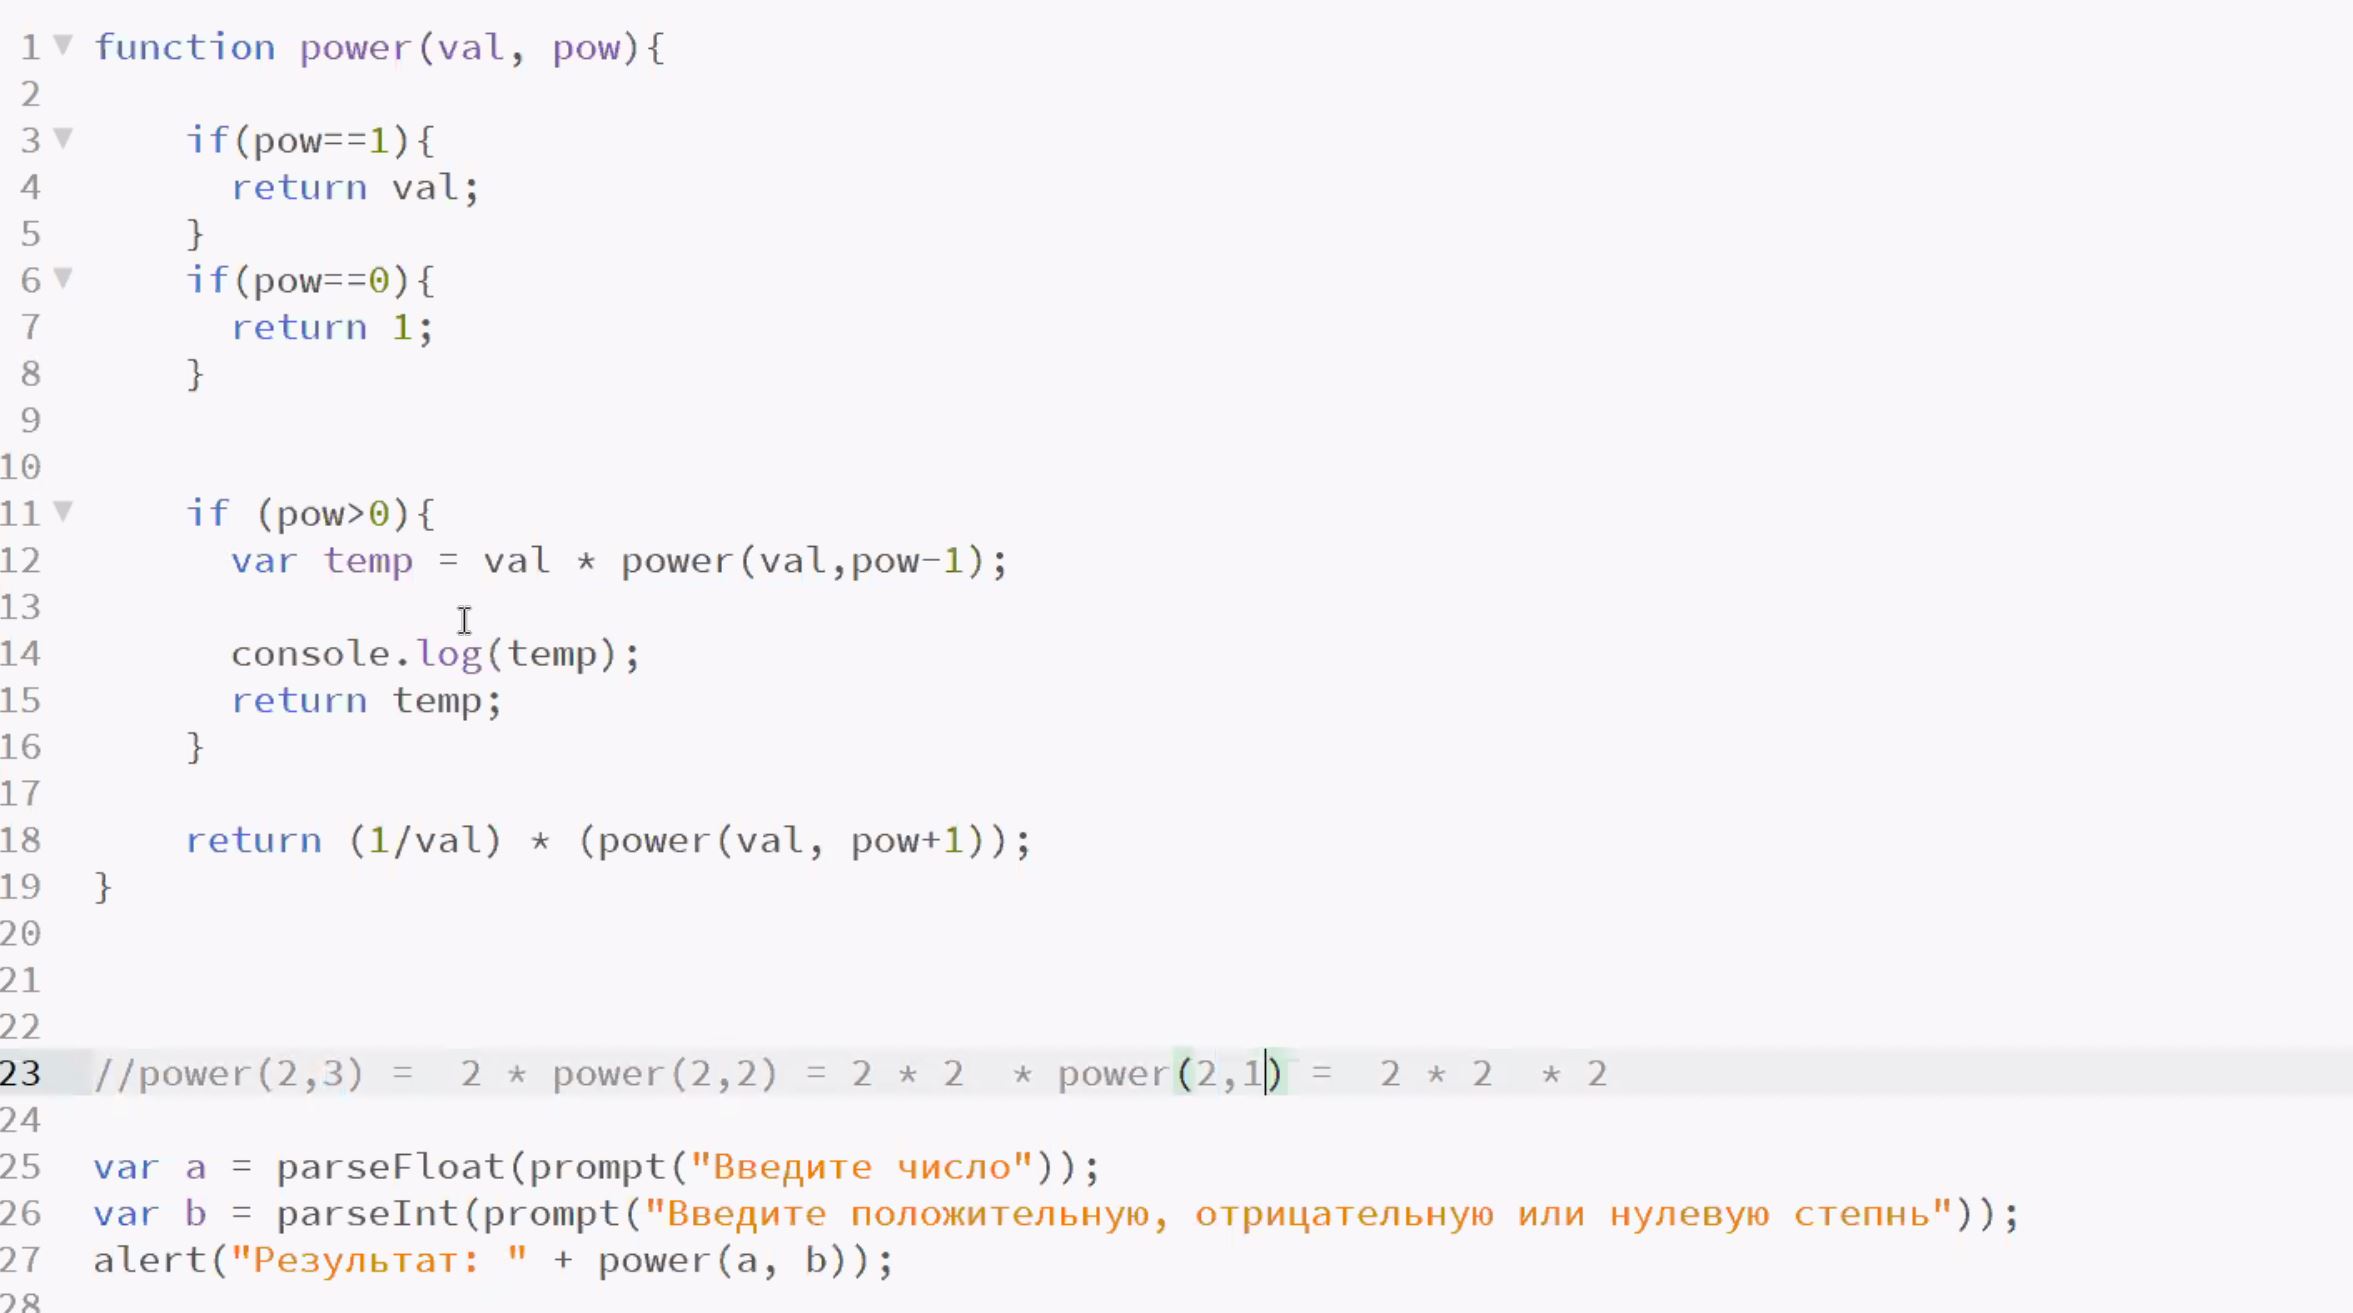 1 function power(val, pow){
2
3     if(pow==1){
4       return val;
5     }
6     if(pow==0){
7       return 1;
8     }
9
10
11     if (pow>0){
12       var temp = val * power(val,pow-1);
13
14       console.log(temp);
15       return temp;
16     }
17
18     return (1/val) * (power(val, pow+1));
19 }
20
21
22
23 //power(2,3) =  2 * power(2,2) = 2 * 2  * power(2,1) =  2 * 2  * 2
24
25 var a = parseFloat(prompt("Введите число"));
26 var b = parseInt(prompt("Введите положительную, отрицательную или нулевую степнь"));
27 alert("Результат: " + power(a, b));
28